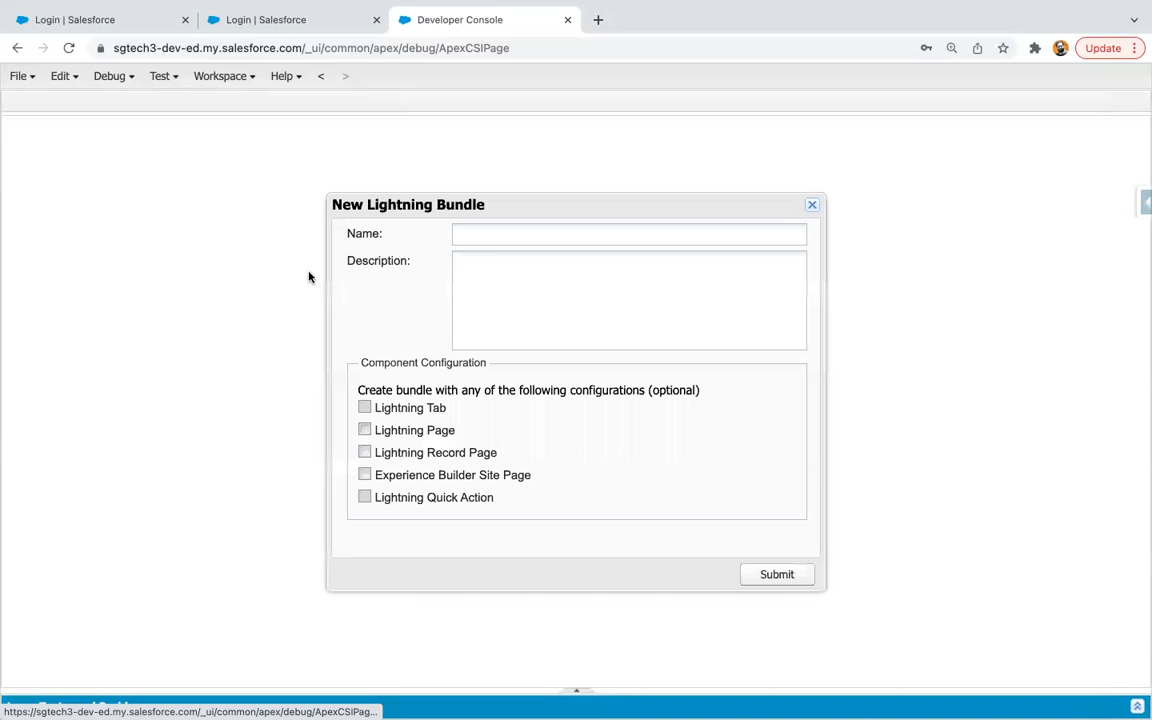 Login | Salesforce
Login | Salesforce
Developer Console
sgtech3-dev-ed.my.salesforce.com/_ui/common/apex/debug/ApexCSIPage
Update
File Edit Debug Test Workspace Help < >
New Lightning Bundle
Name:
Description:
Component Configuration
Create bundle with any of the following configurations (optional)
Lightning Tab
Lightning Page
Lightning Record Page
Experience Builder Site Page
Lightning Quick Action
Submit
https://sgtech3-dev-ed.my.salesforce.com/_ui/common/apex/debug/ApexCSIPag...